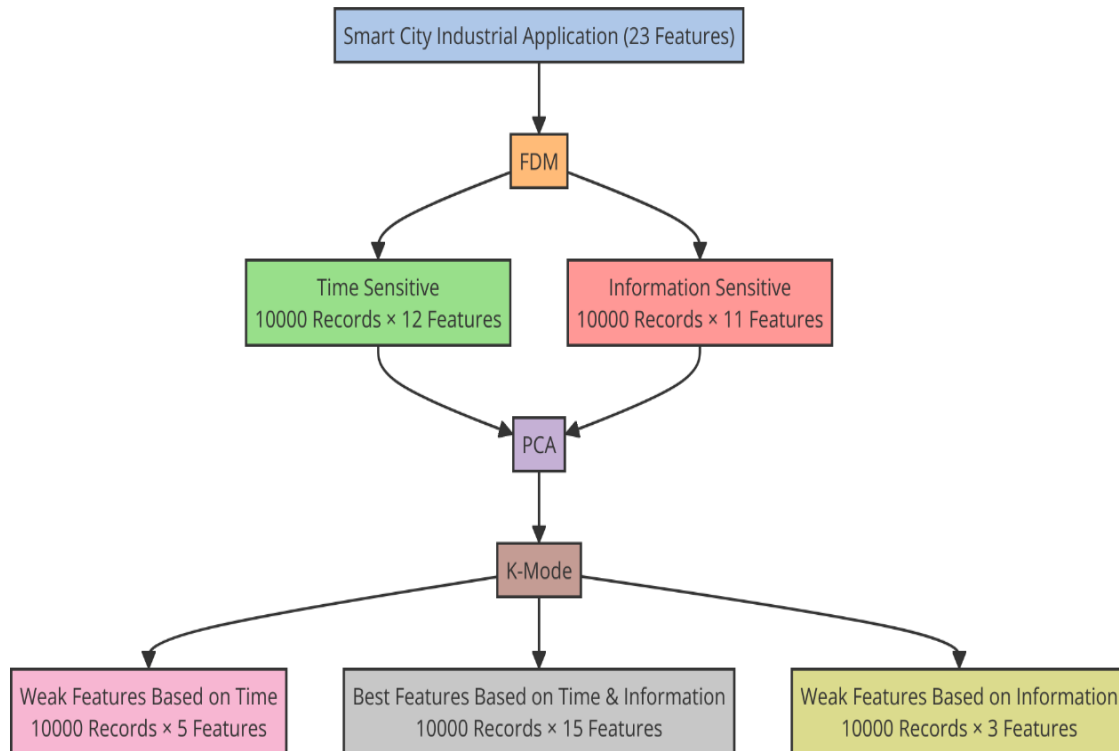 Smart City Industrial Application (23 Features)
FDM
Time Sensitive
10000 Records × 12 Features
Information Sensitive
10000 Records × 11 Features
PCA
K-Mode
Weak Features Based on Time
10000 Records × 5 Features
Best Features Based on Time & Information
10000 Records × 15 Features
Weak Features Based on Information
10000 Records × 3 Features